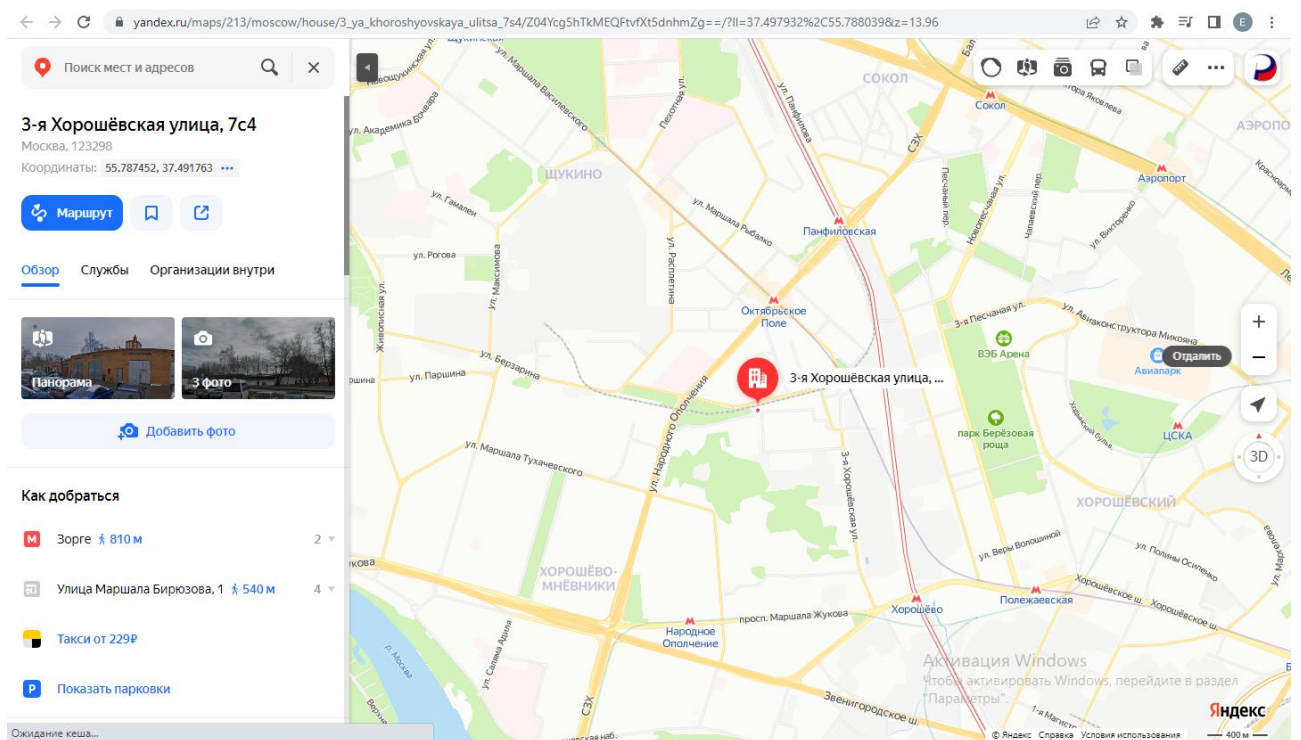 yandex.ru/maps/213/moscow/house/3_ya_khoroshyovskaya_ulitsa_7s4/Z04Ycg5hTkMEQFtvfXt5dnhmZg==/?ll=37.497932%2C55.788039&z=13.96
E
Поиск мест и адресов
3-я Хорошёвская улица, 7с4
Москва, 123298
Координаты: 55.787452, 37.491763
Маршрут
Обзор Службы Организации внутри
Панорама
3 фото
Добавить фото
Как добраться
М Зорге 810 м 2
Улица Маршала Бирюзова, 1 540 м 4
Такси от 229₽
P Показать парковки
Ожидание кеша...
Щукинская
ул. Маршала Василевского
Пехотная ул.
ул. Панфилова
СОКОЛ
Сокол
АЭРОПО
ул. Академика Бочвара
СЗХ
ЩУКИНО
Аэропорт
ул. Гамалеи
ул. Маршала Рыбалко
Панфиловская
Песчаный пер.
Новопесчаная ул.
Чапаевский пер.
ул. Викторенко
ул. Рогова
ул. Максимова
ул. Расплетина
Живописная ул.
Октябрьское
Поле
3-я Песчаная ул.
ул. Авиаконструктора Микояна
ВЭБ Арена
Отдалить
Авиапарк
ул. Берзарина
ул. Паршина
3-я Хорошёвская улица, ...
ул. Народного Ополчения
парк Берёзовая
роща
Ходынский бульв.
ЦСКА
3D
ул. Маршала Тухачевского
3-я Хорошёвская ул.
ХОРОШЁВСКИЙ
ул. Веры Волошиной
ул. Полины Осипенко
ХОРОШЁВО-
МНЁВНИКИ
Хорошёвское ш.
Хорошёвское ш.
Полежаевская
Хорошёво
просп. Маршала Жукова
Народное
Ополчение
ул. Саляма Адиля
р. Москва
СЗХ
Звенигородское ш.
Активация Windows
Чтобы активировать Windows, перейдите в раздел
"Параметры".
Яндекс
© Яндекс Справка Условия использования 400 м